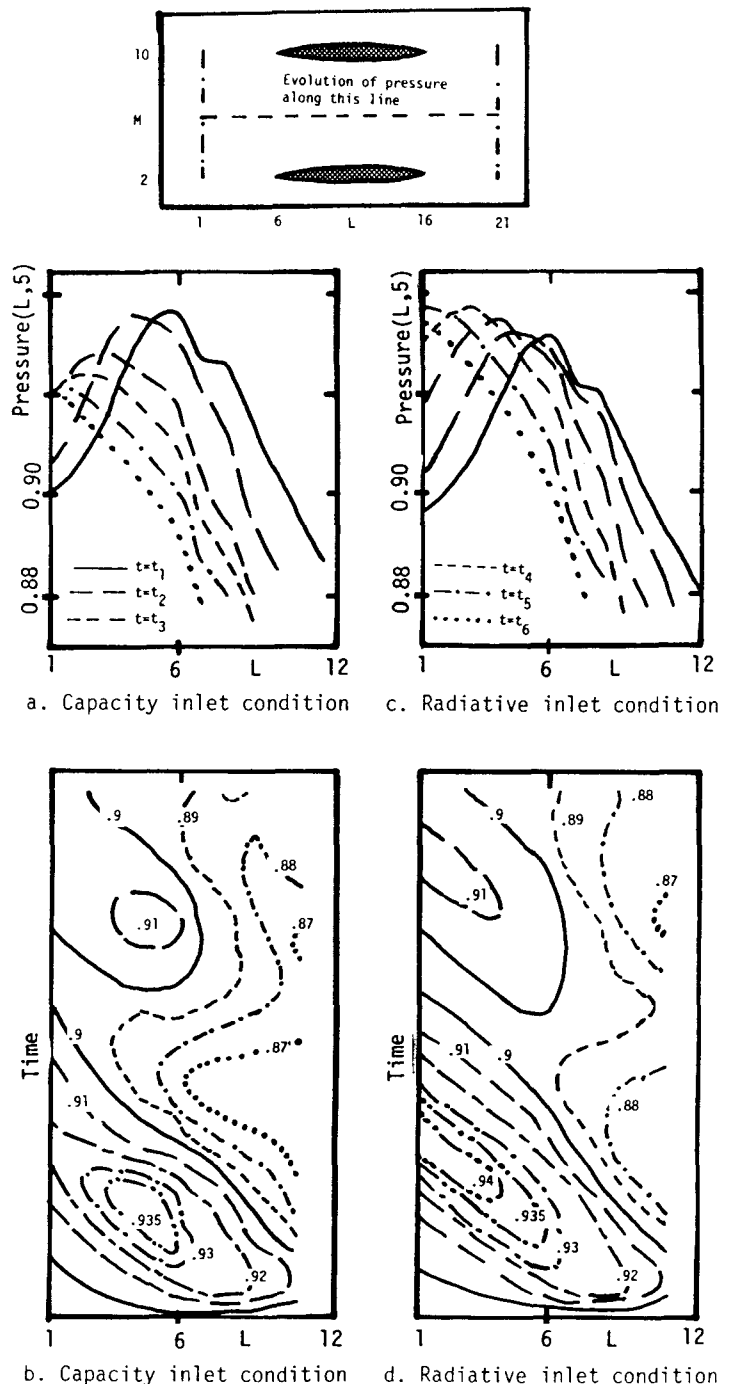 10
Evolution of pressure
along this line
M
2
1 6 L 16 21
Pressure(L,5)
0.90
0.88
t=t1
t=t2
t=t3
1 6 L 12
a. Capacity inlet condition
Pressure(L,5)
0.90
0.88
t=t4
t=t5
t=t6
1 6 L 12
c. Radiative inlet condition
Time
.9
.89
.88
.91
.87
.9
.87
.91
.935
.93
.92
1 6 L 12
b. Capacity inlet condition
Time
.9
.89
.88
.91
.87
.91
.9
.88
.94
.935
.93
.92
1 6 L 12
d. Radiative inlet condition